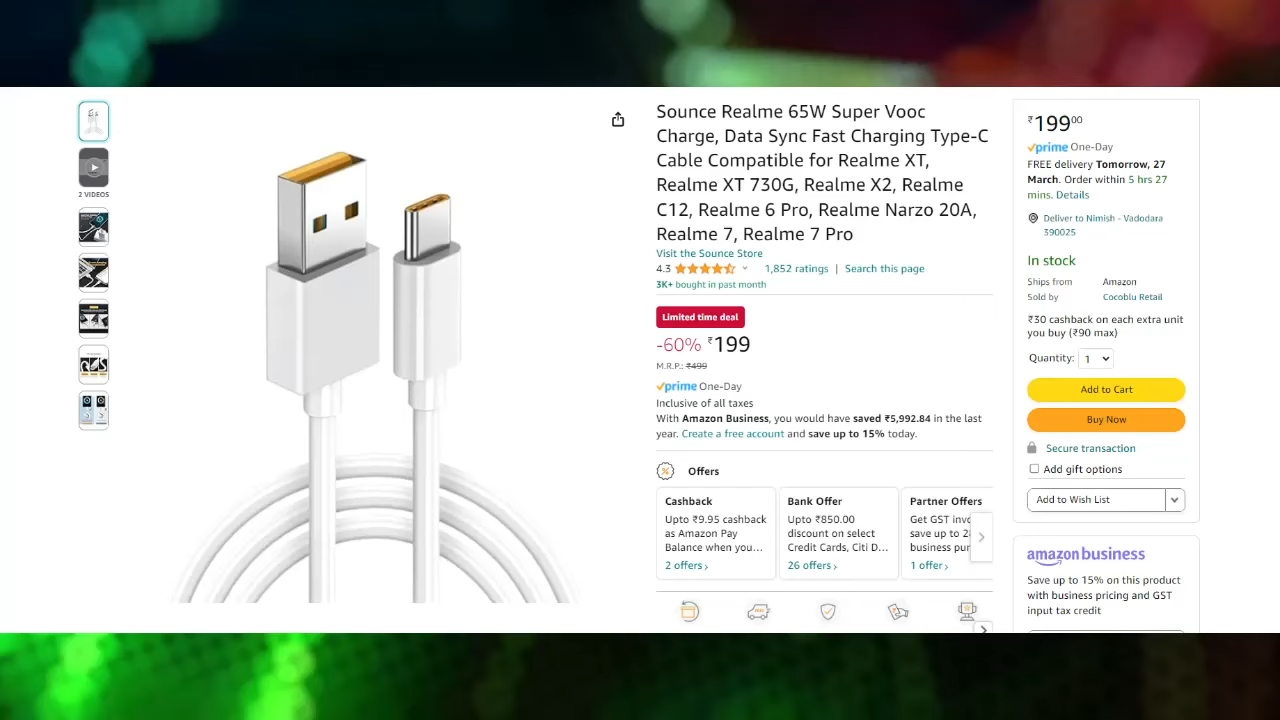 2 VIDEOS
Sounce Realme 65W Super Vooc
Charge, Data Sync Fast Charging Type-C
Cable Compatible for Realme XT,
Realme XT 730G, Realme X2, Realme
C12, Realme 6 Pro, Realme Narzo 20A,
Realme 7, Realme 7 Pro
Visit the Sounce Store
4.3 1,852 ratings | Search this page
3K+ bought in past month
Limited time deal
-60% ₹199
M.R.P.: ₹499
prime One-Day
Inclusive of all taxes
With Amazon Business, you would have saved ₹5,992.84 in the last
year. Create a free account and save up to 15% today.
Offers
Cashback
Upto ₹9.95 cashback
as Amazon Pay
Balance when you...
2 offers ›
Bank Offer
Upto ₹850.00
discount on select
Credit Cards, Citi D...
26 offers ›
Partner Offers
Get GST invo
save up to 2
business pur
1 offer ›
₹19900
prime One-Day
FREE delivery Tomorrow, 27
March. Order within 5 hrs 27
mins. Details
Deliver to Nimish - Vadodara
390025
In stock
Ships from Amazon
Sold by Cocoblu Retail
₹30 cashback on each extra unit
you buy (₹90 max)
Quantity: 1
Add to Cart
Buy Now
Secure transaction
Add gift options
Add to Wish List
amazon business
Save up to 15% on this product
with business pricing and GST
input tax credit